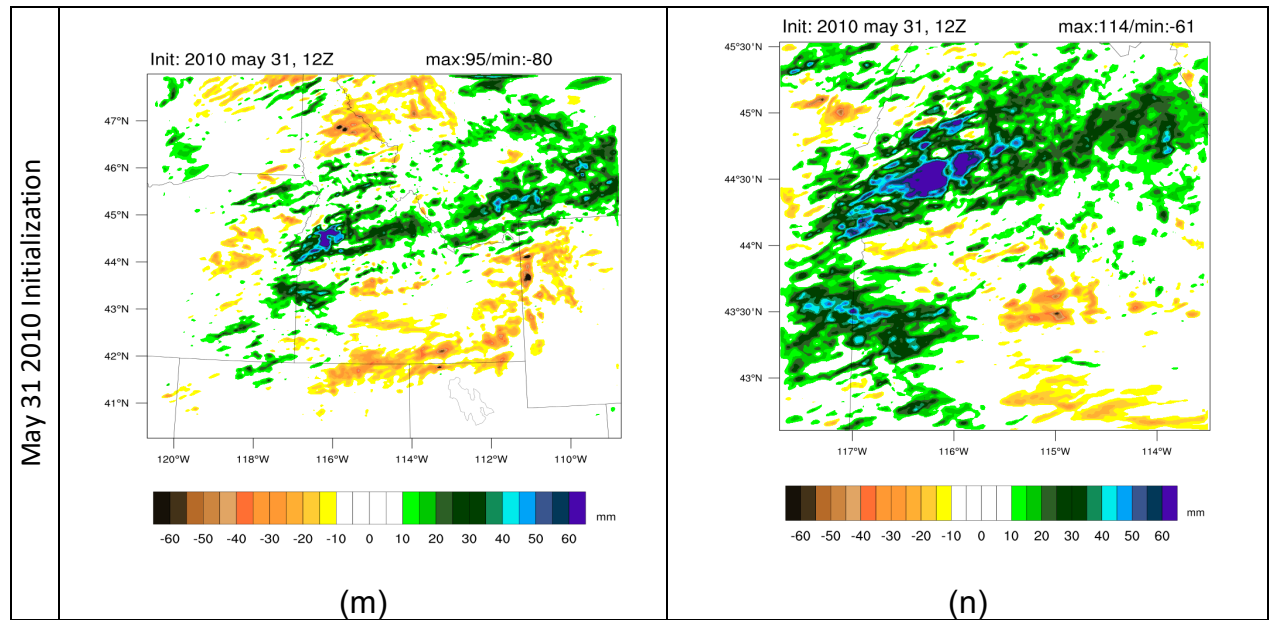 May 31 2010 Initialization
Init: 2010 may 31, 12Z max:95/min:-80
47°N
46°N
45°N
44°N
43°N
42°N
41°N
120°W 118°W 116°W 114°W 112°W 110°W
-60 -50 -40 -30 -20 -10 0 10 20 30 40 50 60 mm
(m)
Init: 2010 may 31, 12Z max:114/min:-61
45°30'N
45°N
44°30'N
44°N
43°30'N
43°N
117°W 116°W 115°W 114°W
-60 -50 -40 -30 -20 -10 0 10 20 30 40 50 60 mm
(n)